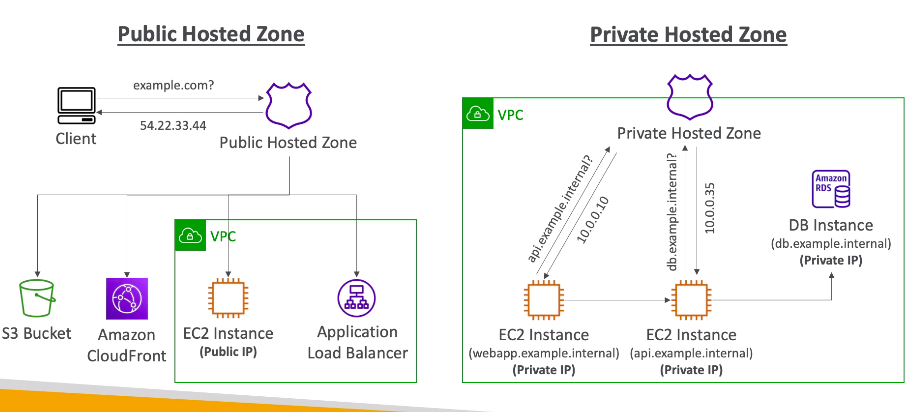 Public Hosted Zone
example.com?
54.22.33.44
Client
Public Hosted Zone
VPC
S3 Bucket
Amazon
CloudFront
EC2 Instance
(Public IP)
Application
Load Balancer
Private Hosted Zone
VPC
Private Hosted Zone
api.example.internal?
10.0.0.10
db.example.internal?
10.0.0.35
Amazon
RDS
DB Instance
(db.example.internal)
(Private IP)
EC2 Instance
(webapp.example.internal)
(Private IP)
EC2 Instance
(api.example.internal)
(Private IP)